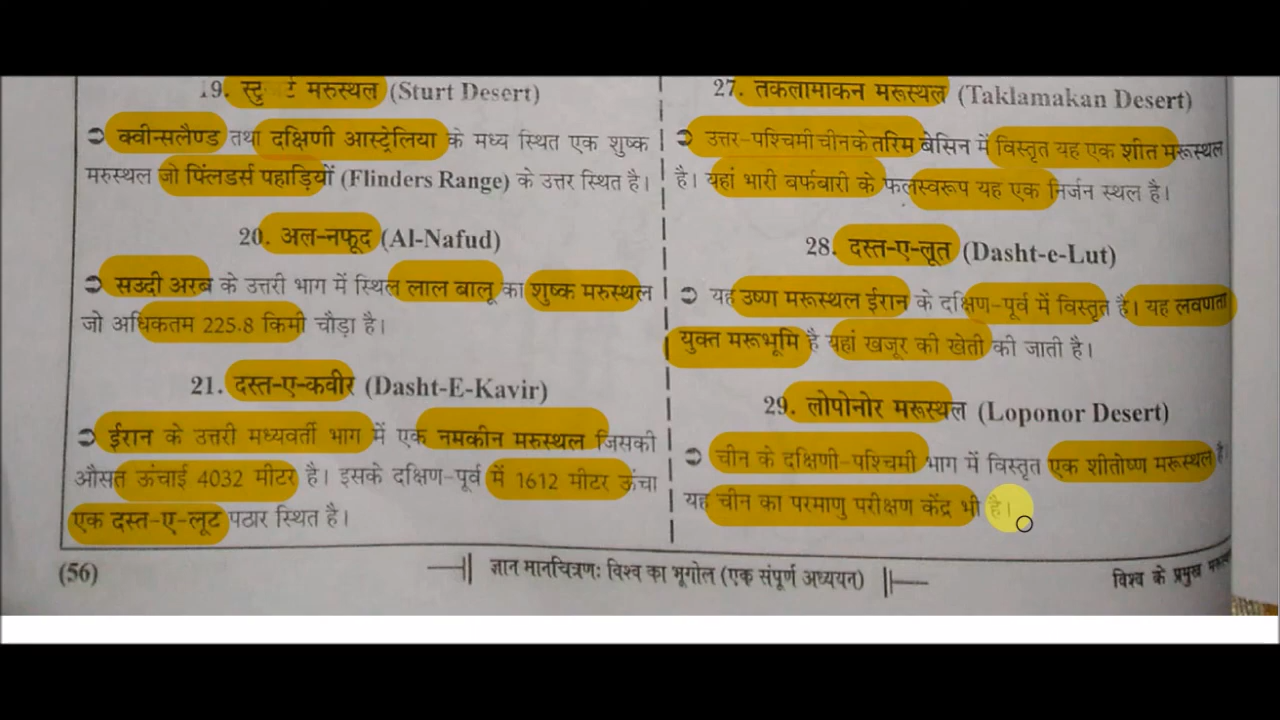 19. स्टुर्ट मरुस्थल (Sturt Desert)
➲ क्वीन्सलैण्ड तथा दक्षिणी आस्ट्रेलिया के मध्य स्थित एक शुष्क
मरुस्थल जो फ्लिंडर्स पहाड़ियों (Flinders Range) के उत्तर स्थित है।
20. अल-नफूद (Al-Nafud)
➲ सउदी अरब के उत्तरी भाग में स्थित लाल बालू का शुष्क मरुस्थल
जो अधिकतम 225.8 किमी चौड़ा है।
21. दस्त-ए-कवीर (Dasht-E-Kavir)
➲ ईरान के उत्तरी मध्यवर्ती भाग में एक नमकीन मरुस्थल जिसकी
औसत ऊंचाई 4032 मीटर है। इसके दक्षिण-पूर्व में 1612 मीटर ऊंचा
एक दस्त-ए-लूट पठार स्थित है।
27. तकलामाकन मरूस्थल (Taklamakan Desert)
➲ उत्तर-पश्चिमी चीन के तरिम बेसिन में विस्तृत यह एक शीत मरूस्थल
है। यहां भारी वर्फबारी के फलस्वरूप यह एक निर्जन स्थल है।
28. दस्त-ए-लूत (Dasht-e-Lut)
➲ यह उष्ण मरूस्थल ईरान के दक्षिण-पूर्व में विस्तृत है। यह लवणता
युक्त मरूभूमि है यहां खजूर की खेती की जाती है।
29. लोपोनोर मरूस्थल (Loponor Desert)
➲ चीन के दक्षिणी-पश्चिमी भाग में विस्तृत एक शीतोष्ण मरूस्थल है।
यह चीन का परमाणु परीक्षण केंद्र भी है।
(56) ज्ञान मानचित्रण: विश्व का भूगोल (एक संपूर्ण अध्ययन) विश्व के प्रमुख